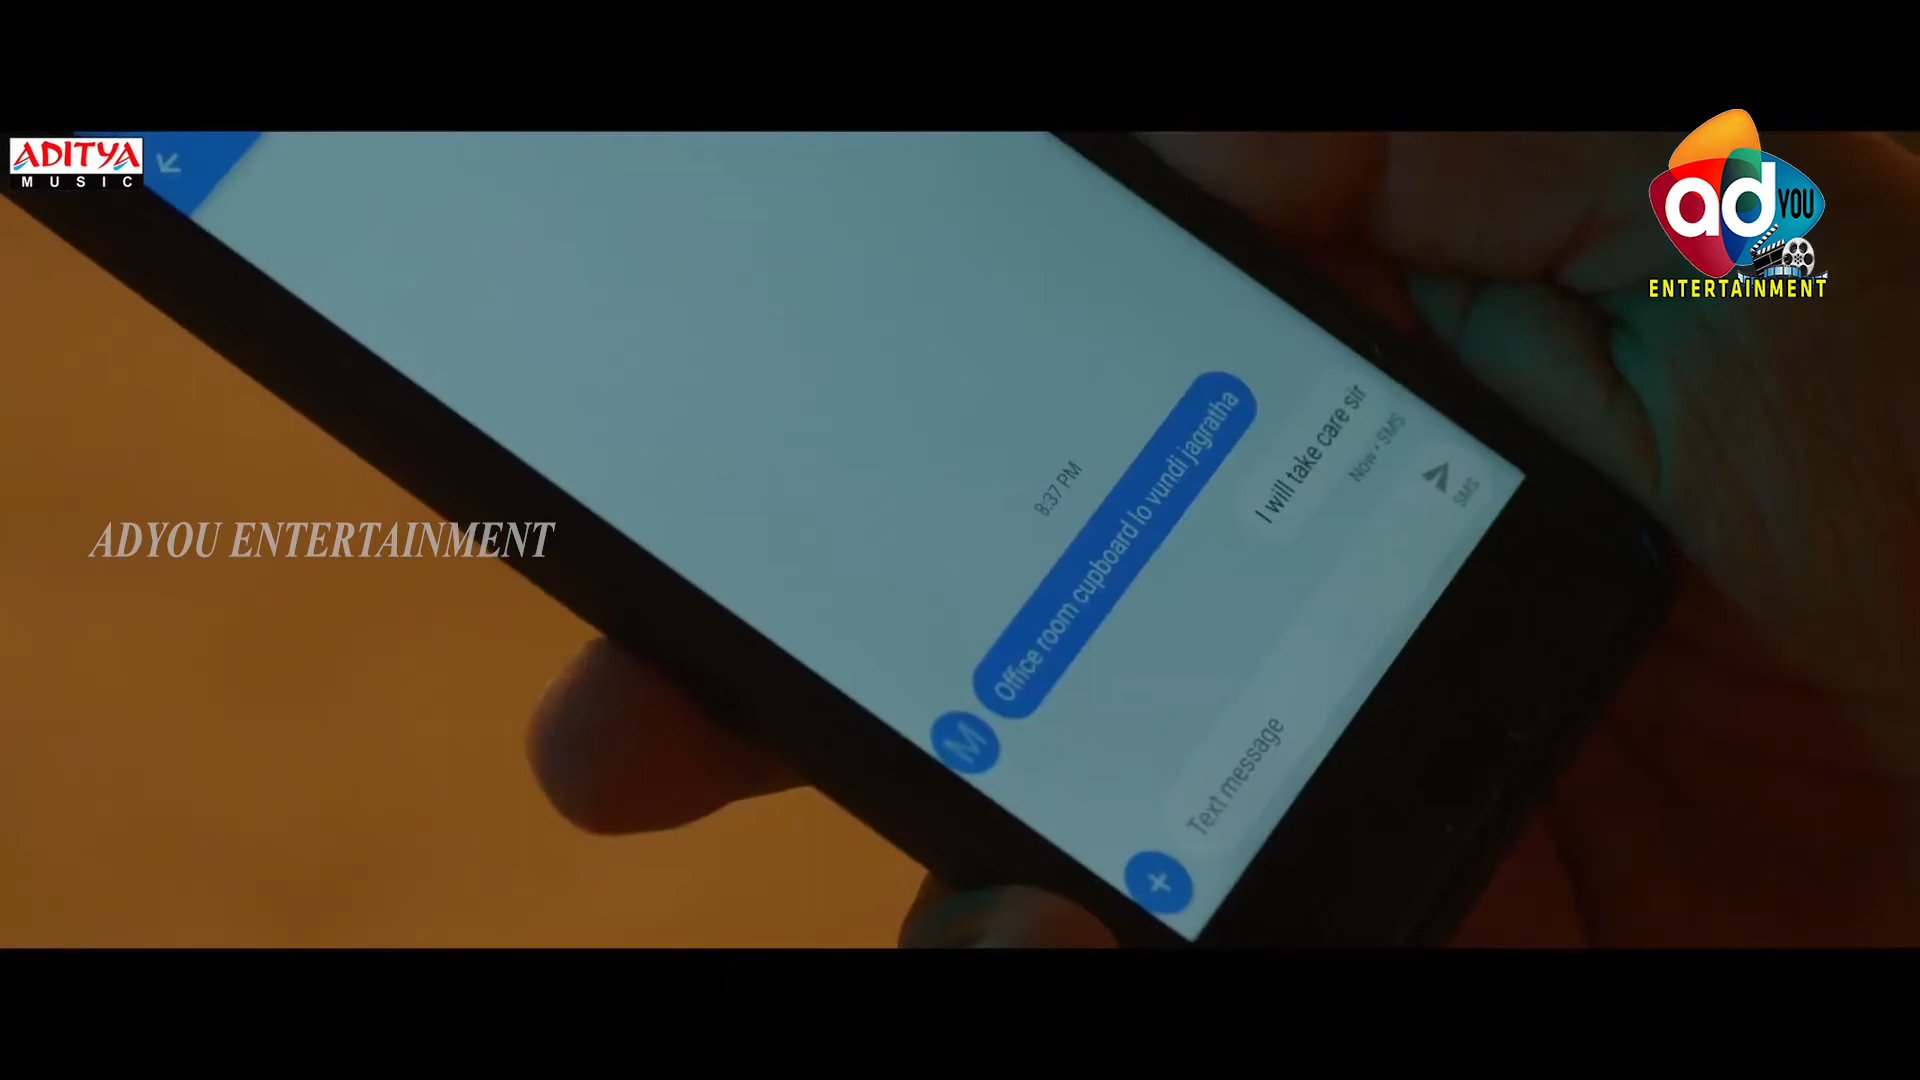 ADITYA
MUSIC
ad YOU
ENTERTAINMENT
ADYOU ENTERTAINMENT
8:37 PM
M
Office room cupboard lo vundi jagratha
I will take care sir
Now • SMS
Text message
SMS